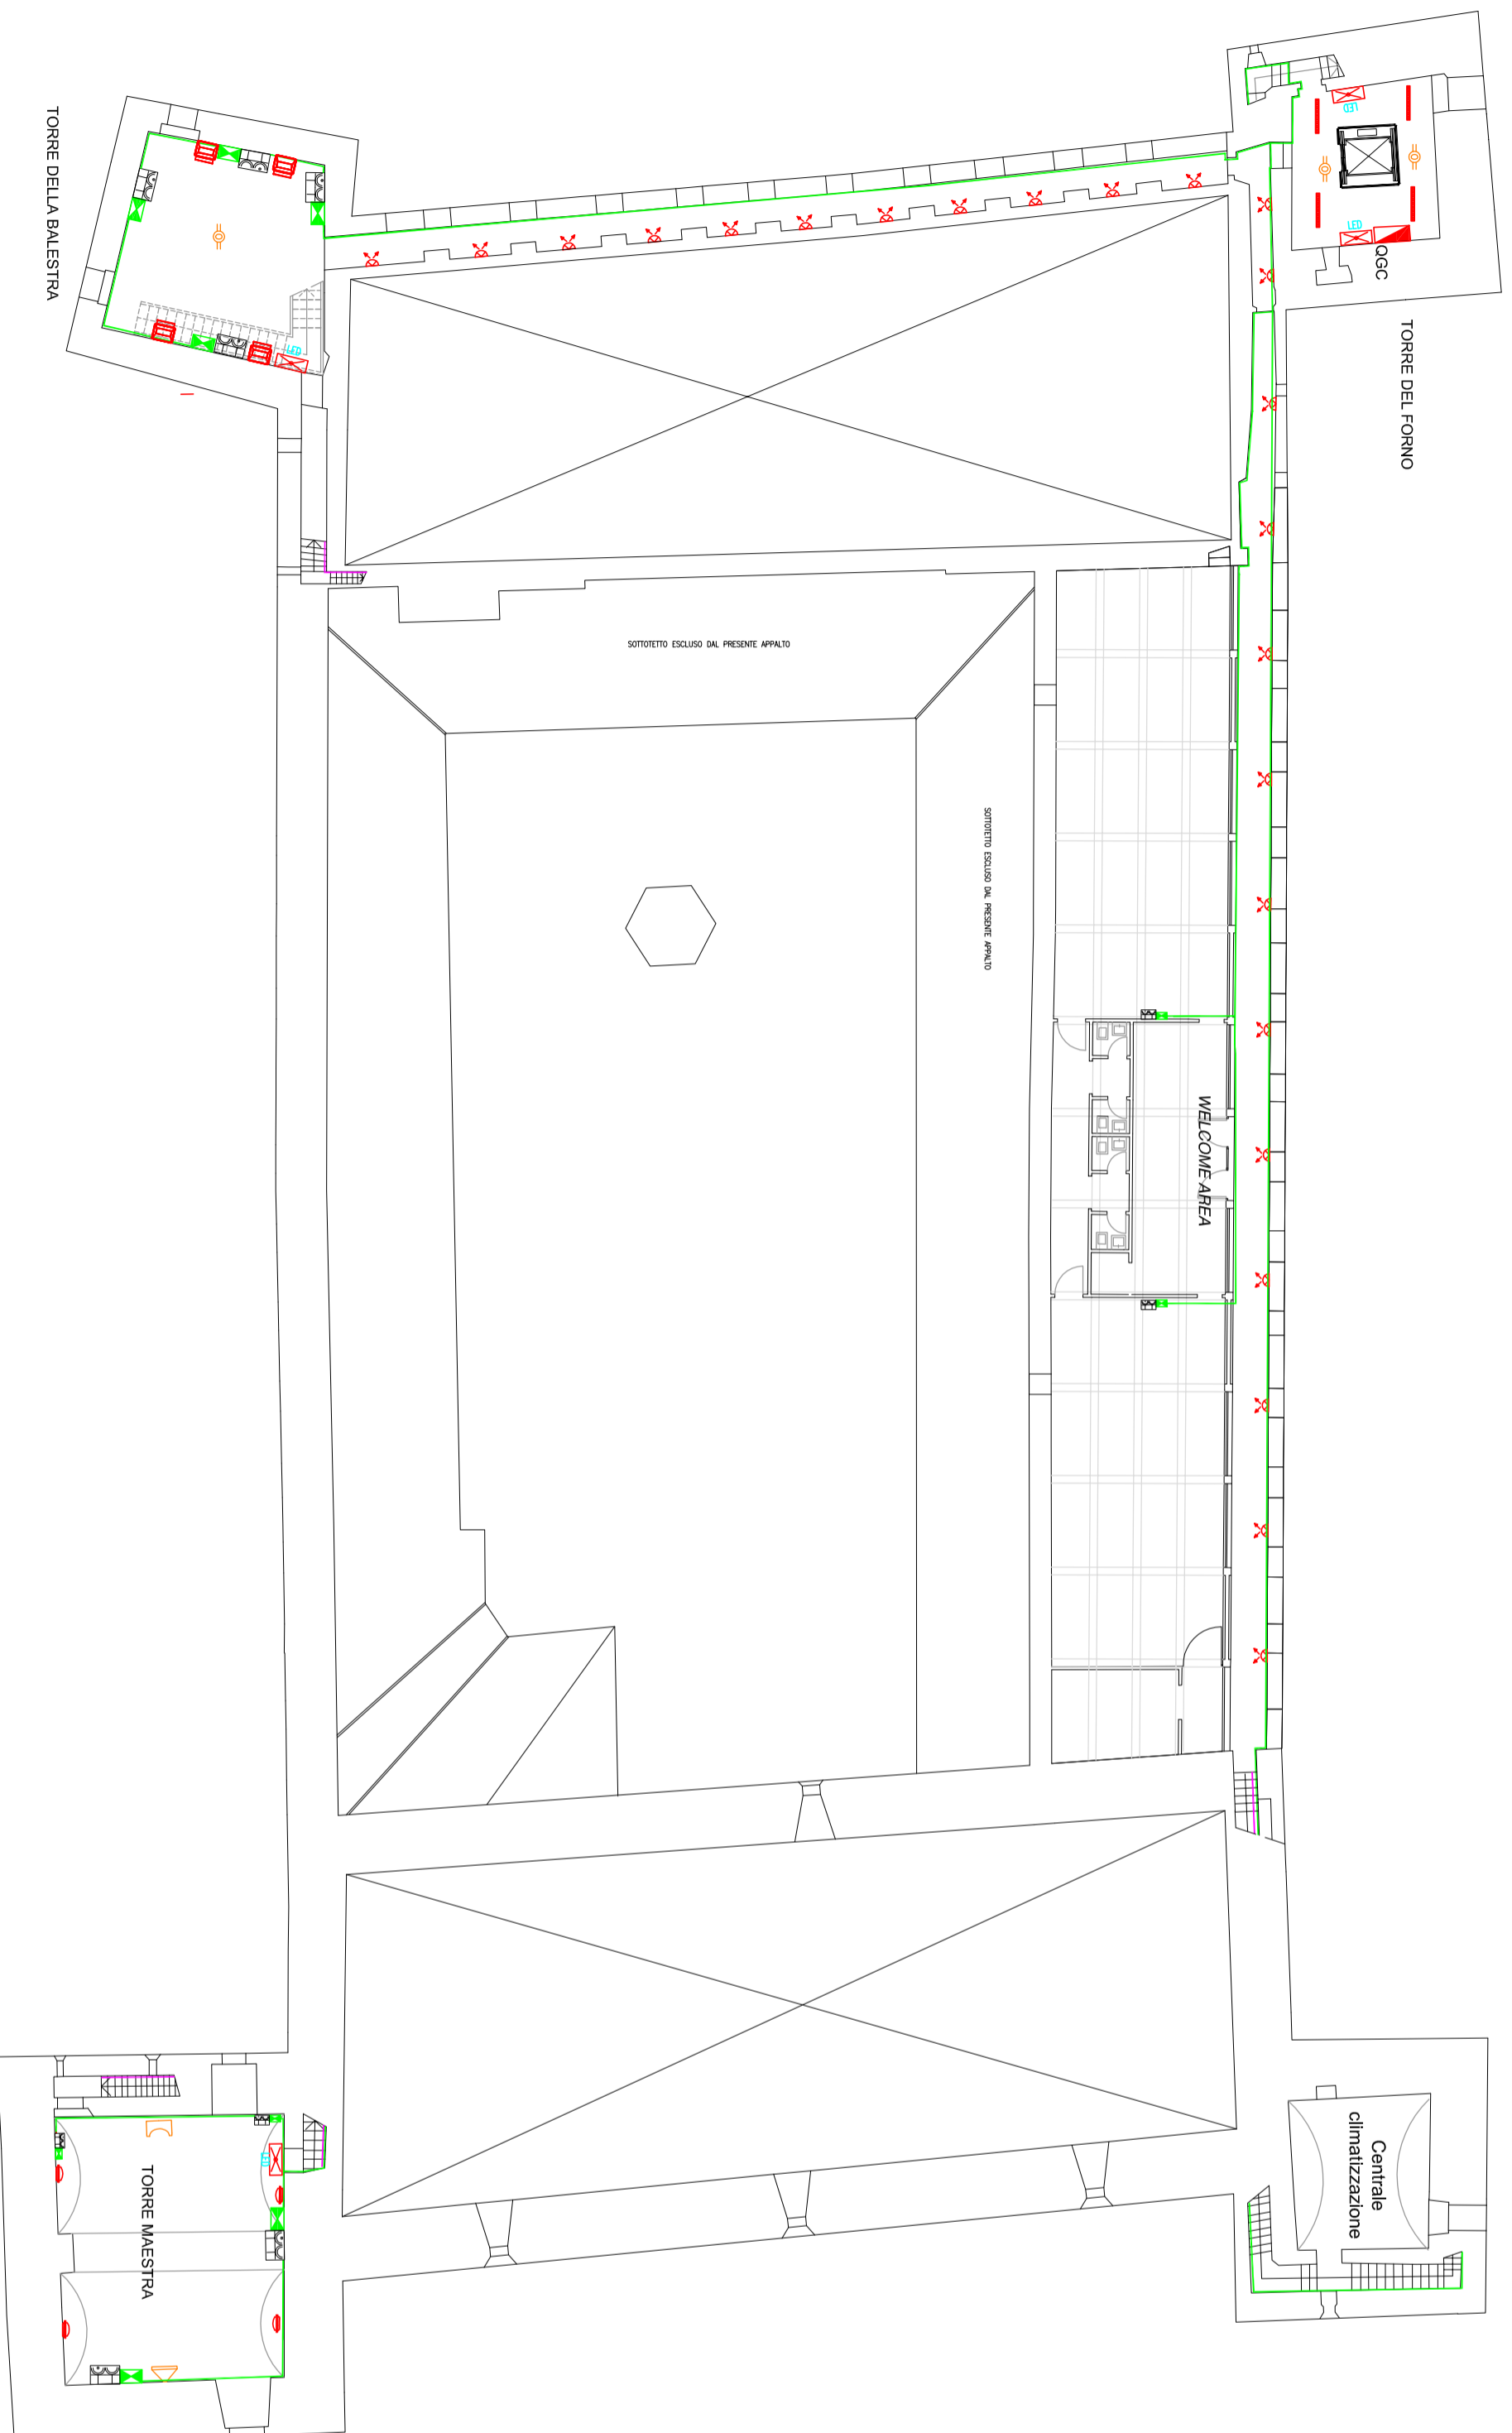 TORRE DELLA BALESTRA
LED
LED
LED
QGC
TORRE DEL FORNO
SOTTOTETTO ESCLUSO DAL PRESENTE APPALTO
SOTTOTETTO ESCLUSO DAL PRESENTE APPALTO
WELCOME AREA
Centrale
climatizzazione
LED
TORRE MAESTRA